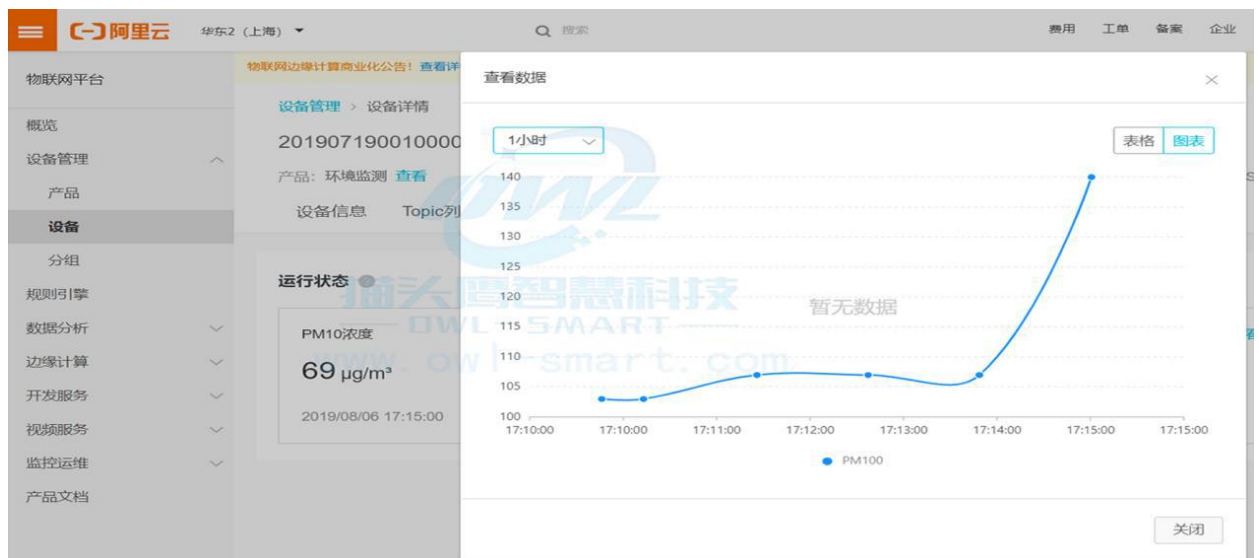 阿里云 华东2（上海） 搜索 费用 工单 备案 企业
物联网平台
概览
设备管理
产品
设备
分组
规则引擎
数据分析
边缘计算
开发服务
视频服务
监控运维
产品文档
物联网边缘计算商业化公告！查看详
设备管理 > 设备详情
201907190010000
产品：环境监测 查看
设备信息 Topic列
运行状态
PM10浓度
69 μg/m³
2019/08/06 17:15:00
查看数据
1小时
表格 图表
140
135
130
125
120
115
110
105
100
17:10:00 17:10:00 17:11:00 17:12:00 17:13:00 17:14:00 17:15:00 17:15:00
暂无数据
PM100
关闭
OWL
猫头鹰智慧科技
OWL-SMART
www.owl-smart.com